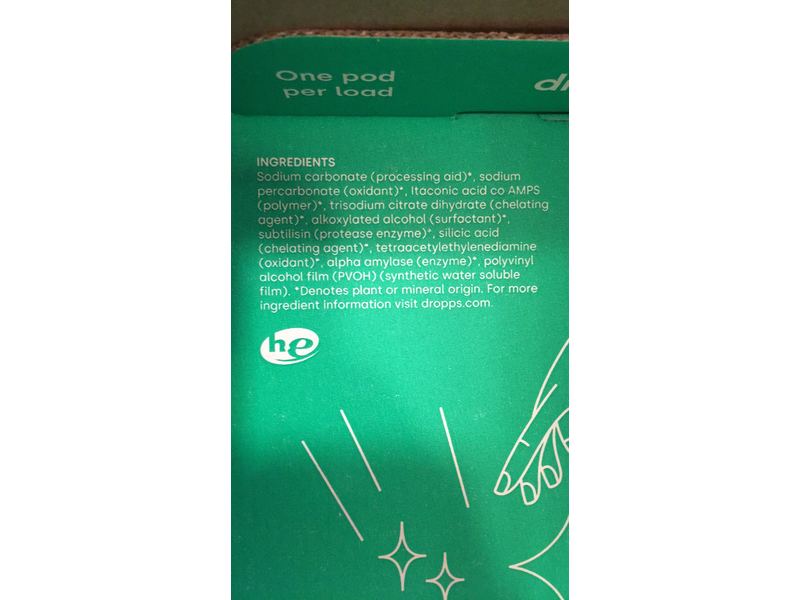 One pod
per load
INGREDIENTS
Sodium carbonate (processing aid)*, sodium
percarbonate (oxidant)*, Itaconic acid co AMPS
(polymer)*, trisodium citrate dihydrate (chelating
agent)*, alkoxylated alcohol (surfactant)*,
subtilisin (protease enzyme)*, silicic acid
(chelating agent)*, tetraacetylethylenediamine
(oxidant)*, alpha amylase (enzyme)*, polyvinyl
alcohol film (PVOH) (synthetic water soluble
film). *Denotes plant or mineral origin. For more
ingredient information visit dropps.com.
he